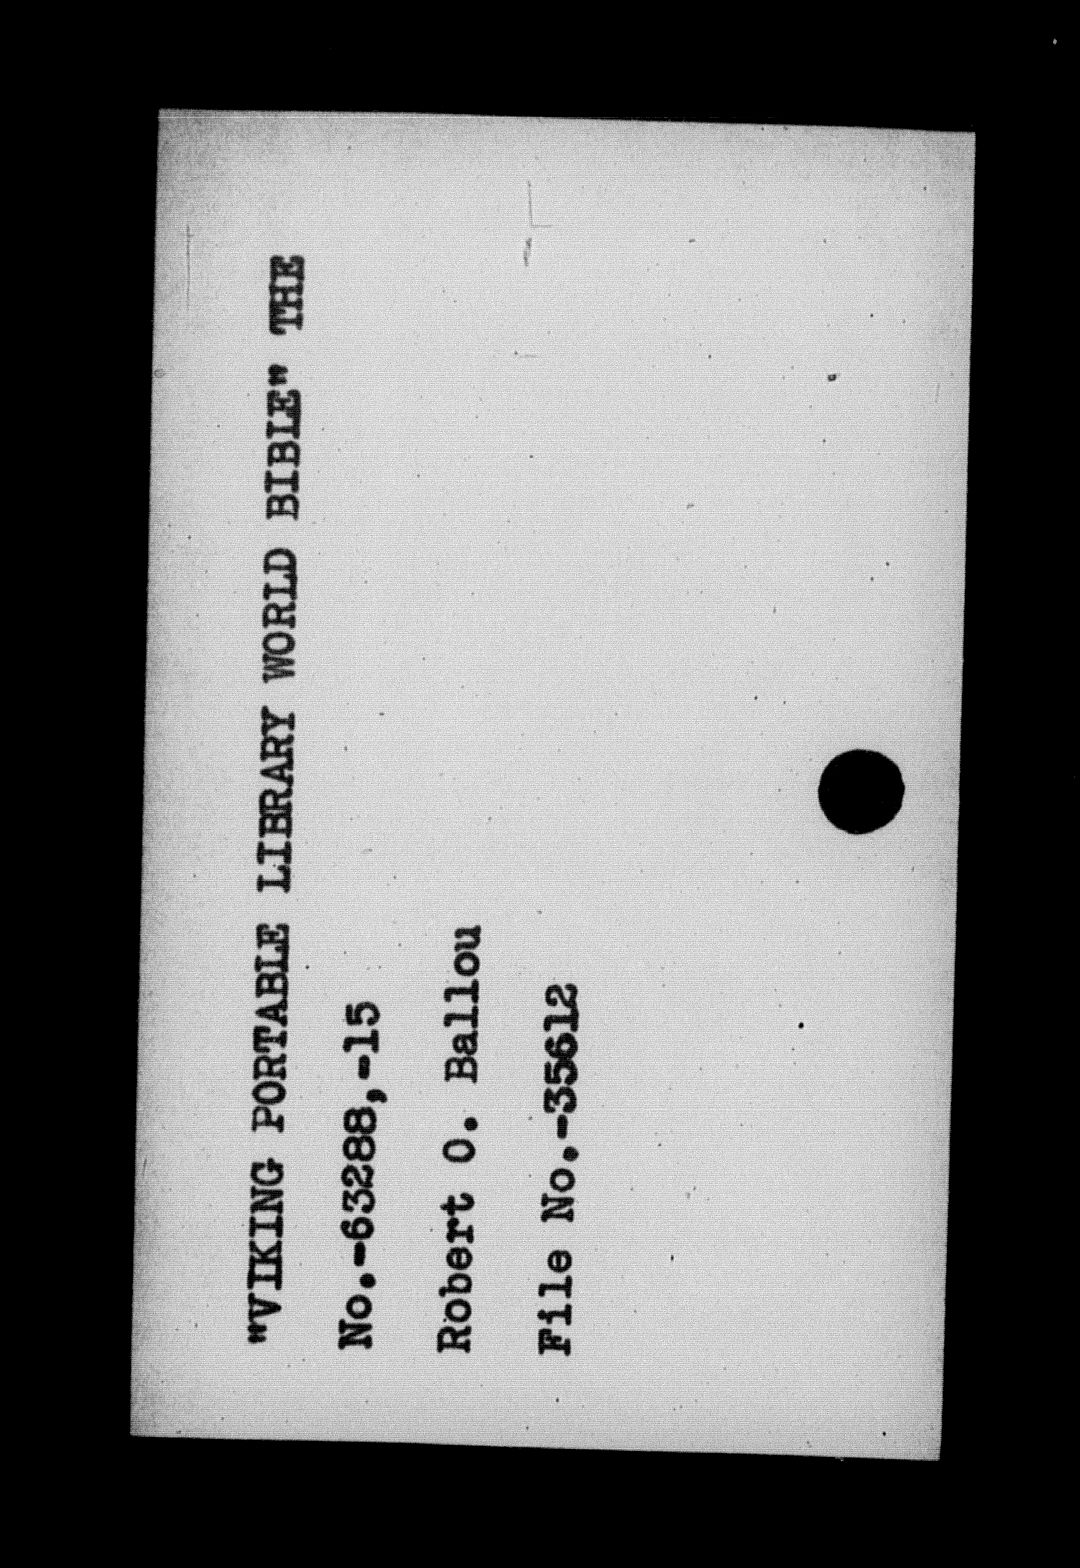 "VIKING PORTABLE LIBRARY WORLD BIBLE" THE
No.-63288,-15
Robert O. Ballou
File No.-35612